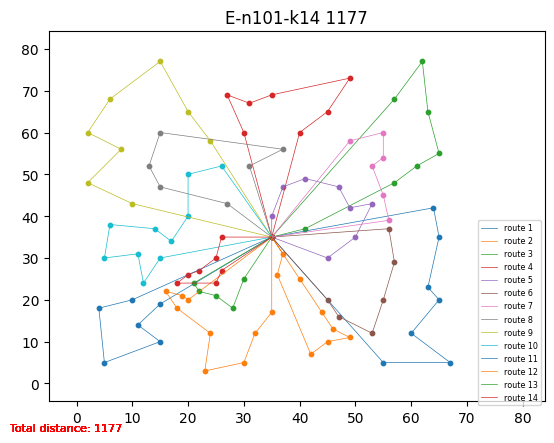 E-n101-k14 1177
80
70
60
50
40
30
20
10
0
0 10 20 30 40 50 60 70 80
route 1
route 2
route 3
route 4
route 5
route 6
route 7
route 8
route 9
route 10
route 11
route 12
route 13
route 14
Total distance: 1177